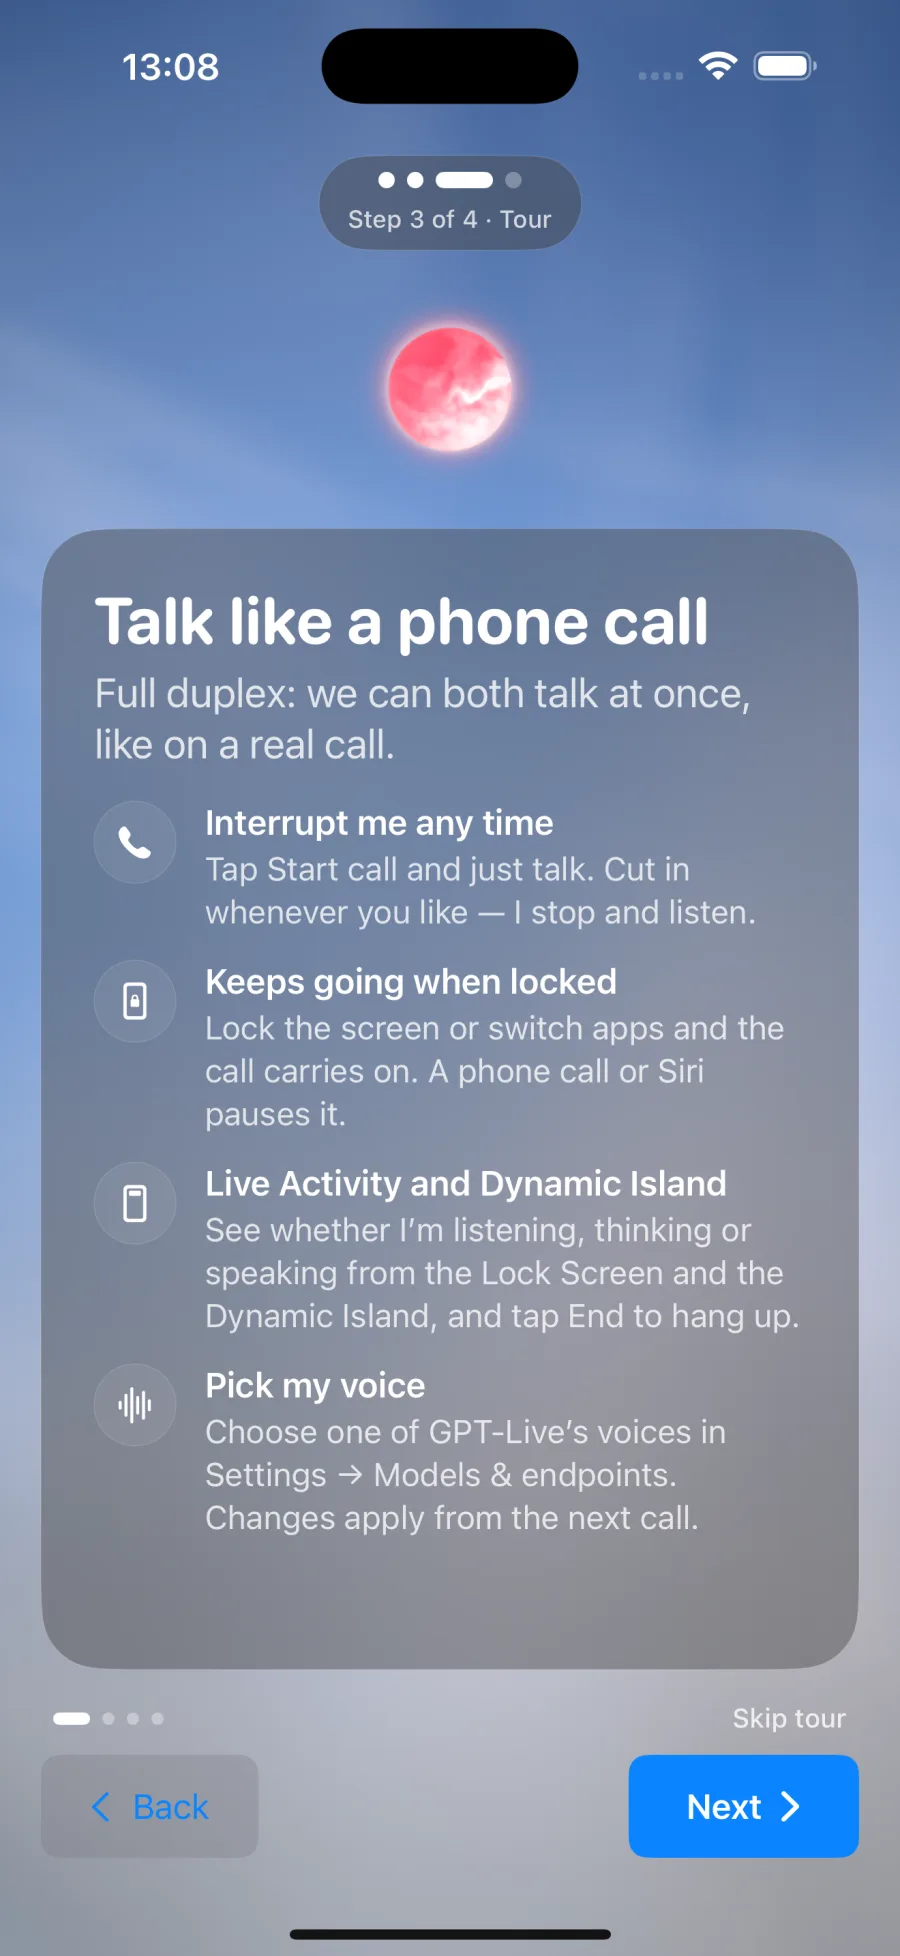 13:08
Step 3 of 4 · Tour
Talk like a phone call
Full duplex: we can both talk at once,
like on a real call.
Interrupt me any time
Tap Start call and just talk. Cut in
whenever you like — I stop and listen.
Keeps going when locked
Lock the screen or switch apps and the
call carries on. A phone call or Siri
pauses it.
Live Activity and Dynamic Island
See whether I’m listening, thinking or
speaking from the Lock Screen and the
Dynamic Island, and tap End to hang up.
Pick my voice
Choose one of GPT-Live’s voices in
Settings → Models & endpoints.
Changes apply from the next call.
Skip tour
Back
Next